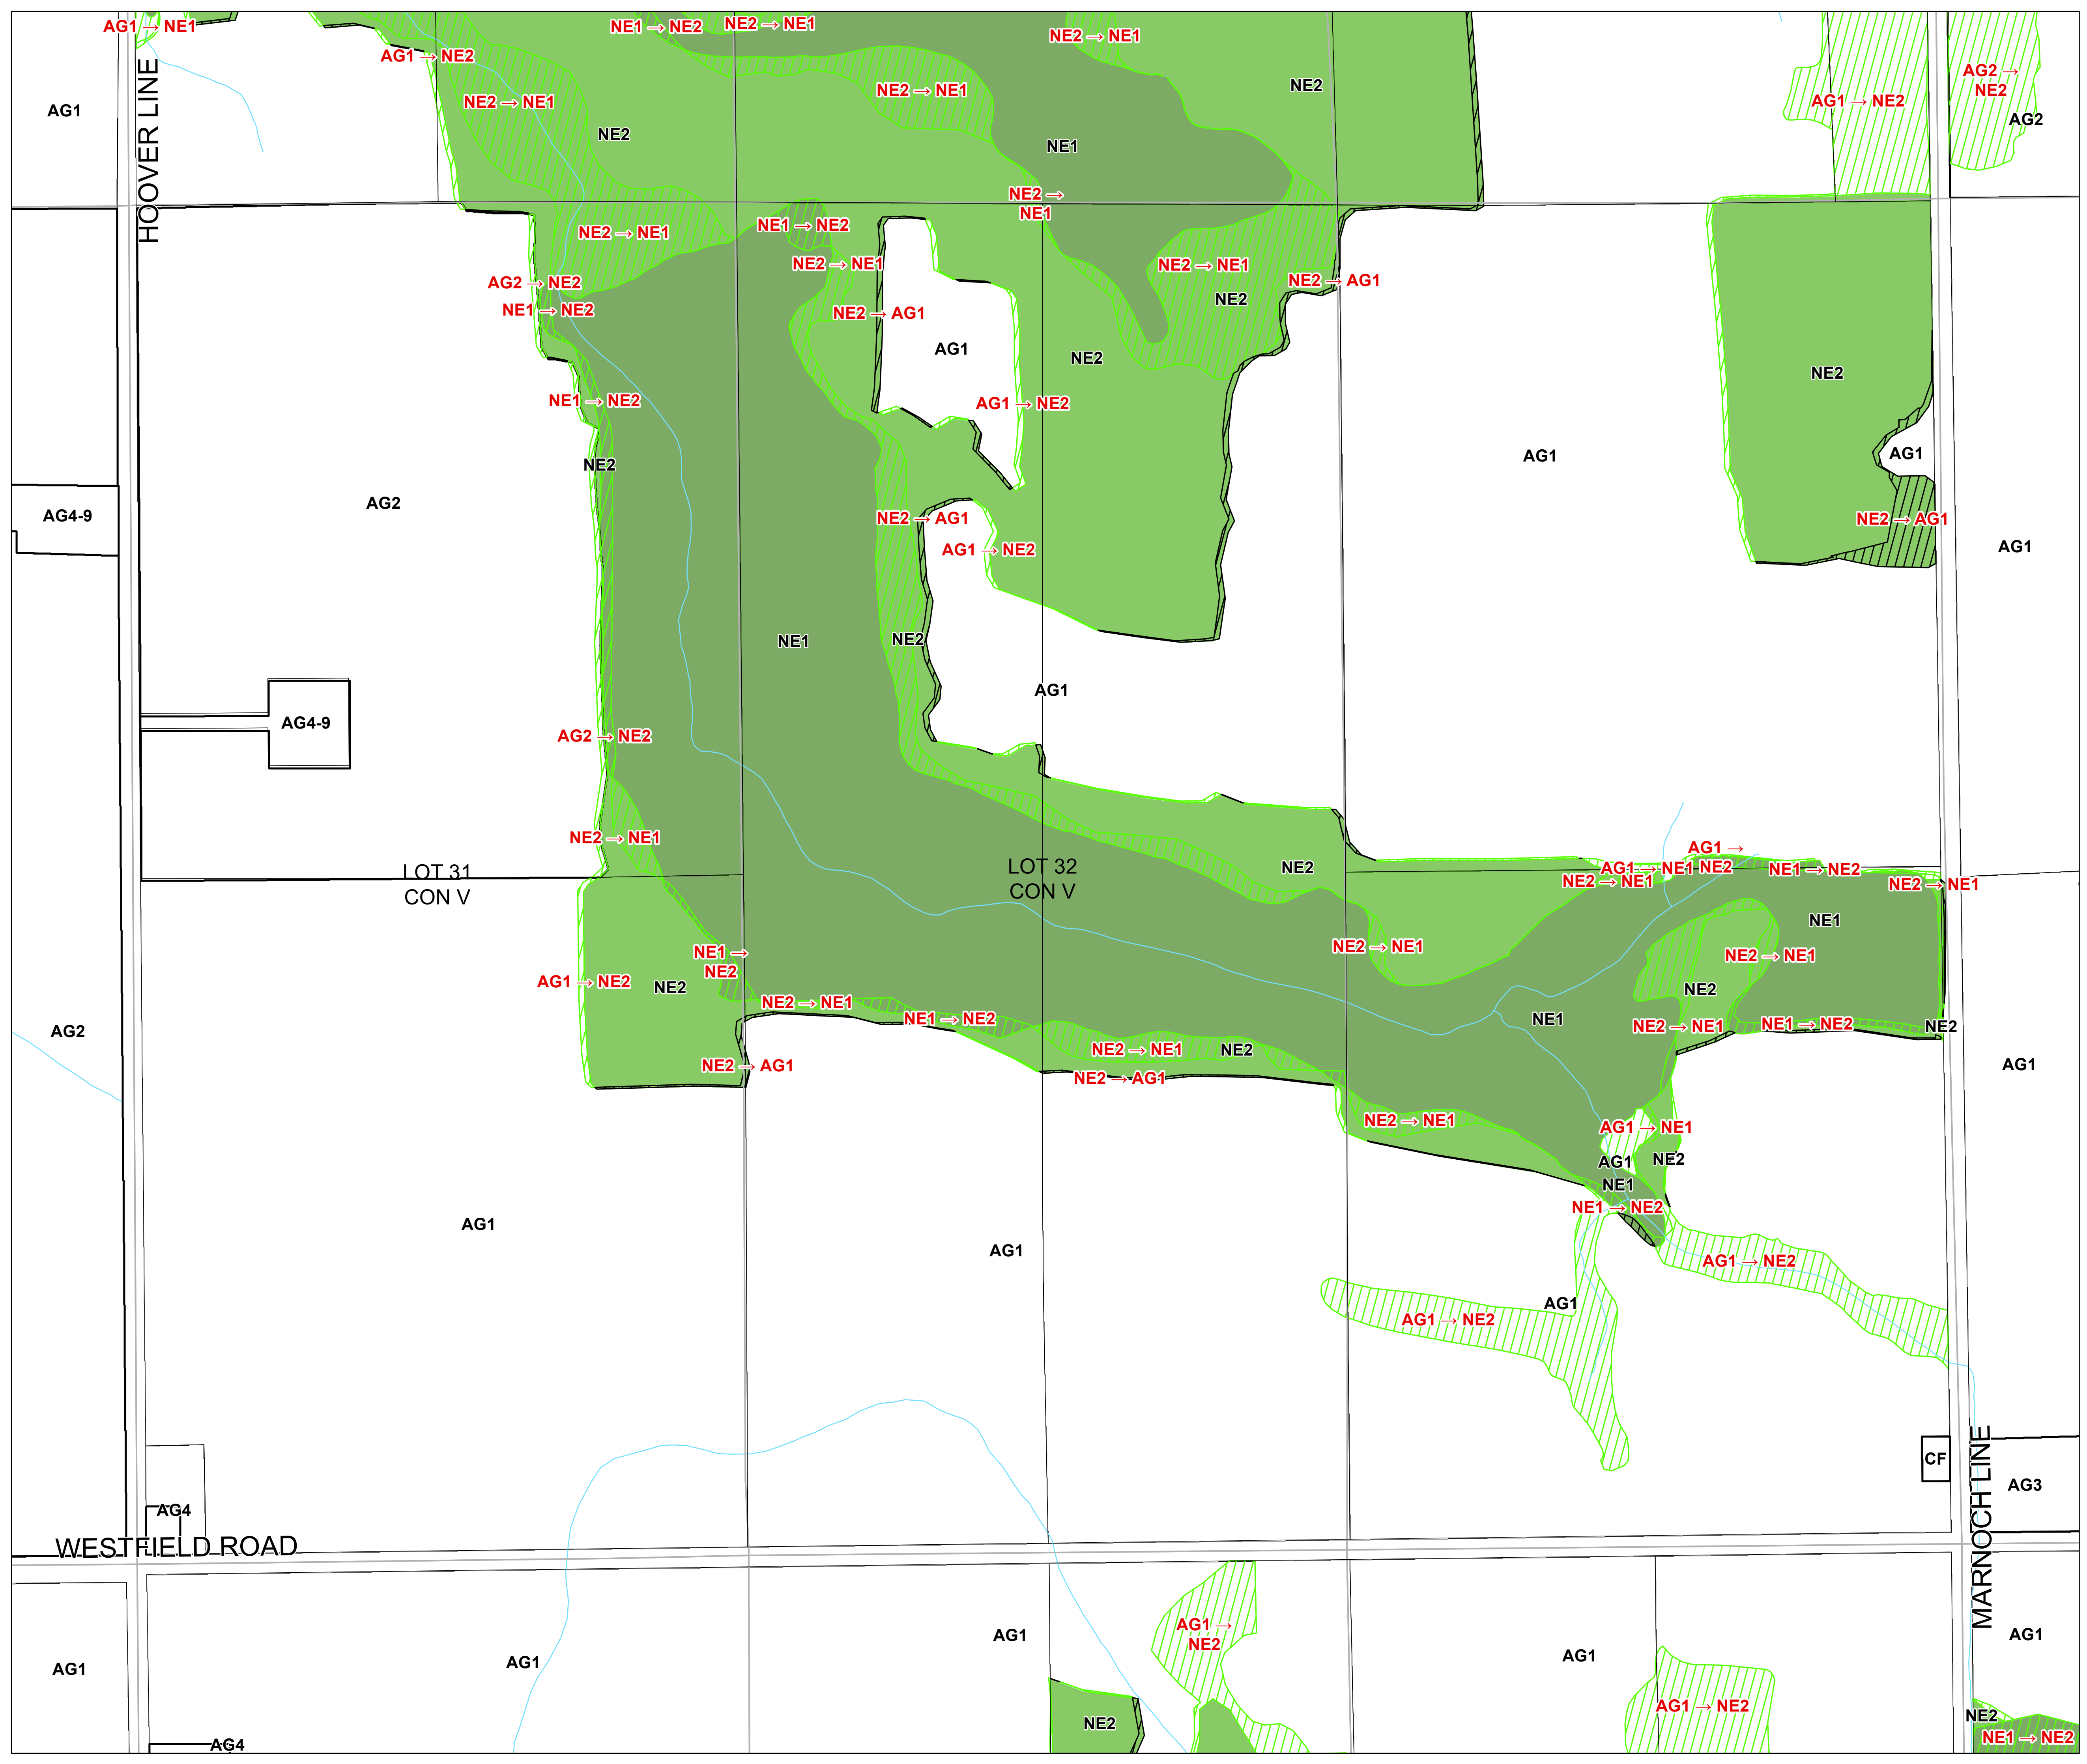 AG1 → NE1
NE1 → NE2
NE2 → NE1
NE2 → NE1
AG1 → NE2
NE2 → NE1
NE2
AG2 →
NE2
NE2 → NE1
AG1 → NE2
AG1
HOOVER LINE
AG2
NE2
NE1
NE2 →
NE1
NE1 → NE2
NE2 → NE1
NE2 → NE1
NE2 → NE1
AG2 → NE2
NE2 → AG1
NE2
NE1 → NE2
NE2 → AG1
AG1
NE2
NE2
NE1 → NE2
AG1 → NE2
AG1
AG1
NE2
AG2
AG4-9
NE2 → AG1
NE2 → AG1
AG1 → NE2
AG1
NE1
NE2
AG1
AG4-9
AG2 → NE2
NE2 → NE1
AG1 →
AG1 → NE1
NE2
NE1 → NE2
NE2 → NE1
NE2 → NE1
LOT 31
CON V
LOT 32
CON V
NE2
NE1
NE2 → NE1
NE1 →
NE2
NE2 → NE1
AG1 → NE2
NE2
NE2
NE2 → NE1
NE1 → NE2
NE1
NE2 → NE1
NE1 → NE2
NE2
AG2
NE2 → NE1
NE2
NE2 → AG1
NE2 → AG1
AG1
NE2 → NE1
AG1 → NE1
AG1
NE2
NE1
NE1 → NE2
AG1
AG1
AG1 → NE2
AG1
AG1 → NE2
CF
AG3
MARNOCH LINE
AG4
WESTFIELD ROAD
AG1
AG1
AG1 →
NE2
AG1
AG1
AG1
AG1 → NE2
NE2
NE2
NE1 → NE2
AG4